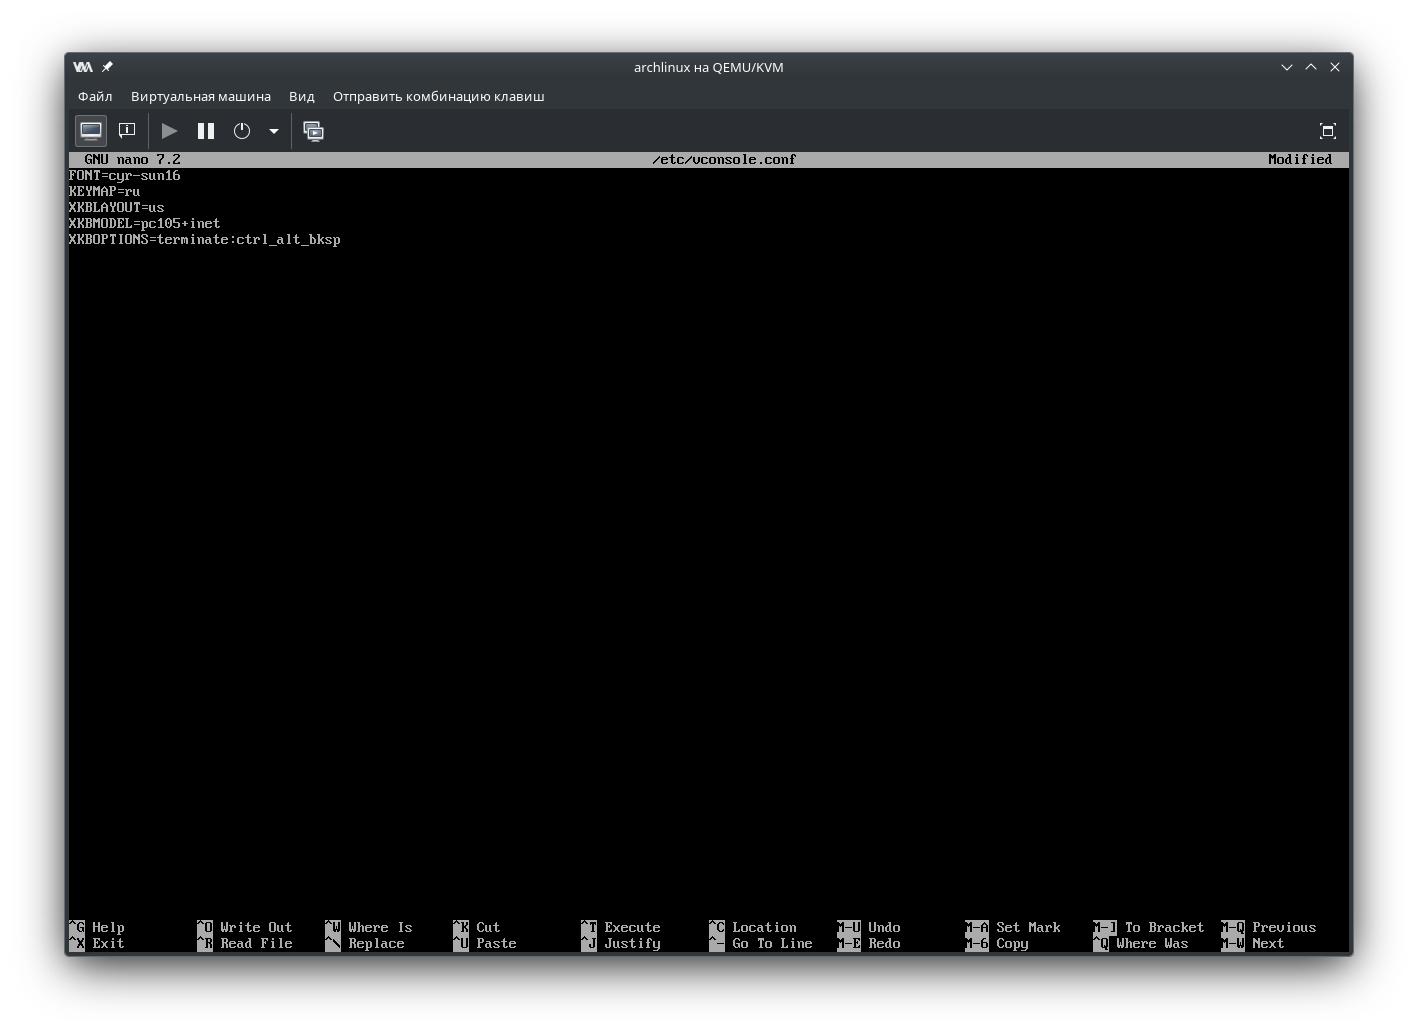 archlinux на QEMU/KVM
Файл Виртуальная машина Вид Отправить комбинацию клавиш
GNU nano 7.2 /etc/vconsole.conf Modified
FONT=cyr-sun16
KEYMAP=ru
XKBLAYOUT=us
XKBMODEL=pc105+inet
XKBOPTIONS=terminate:ctrl_alt_bksp
^G Help ^O Write Out ^W Where Is ^K Cut ^T Execute ^C Location M-U Undo M-A Set Mark M-] To Bracket M-Q Previous
^X Exit ^R Read File ^\ Replace ^U Paste ^J Justify ^- Go To Line M-E Redo M-6 Copy ^Q Where Was M-W Next